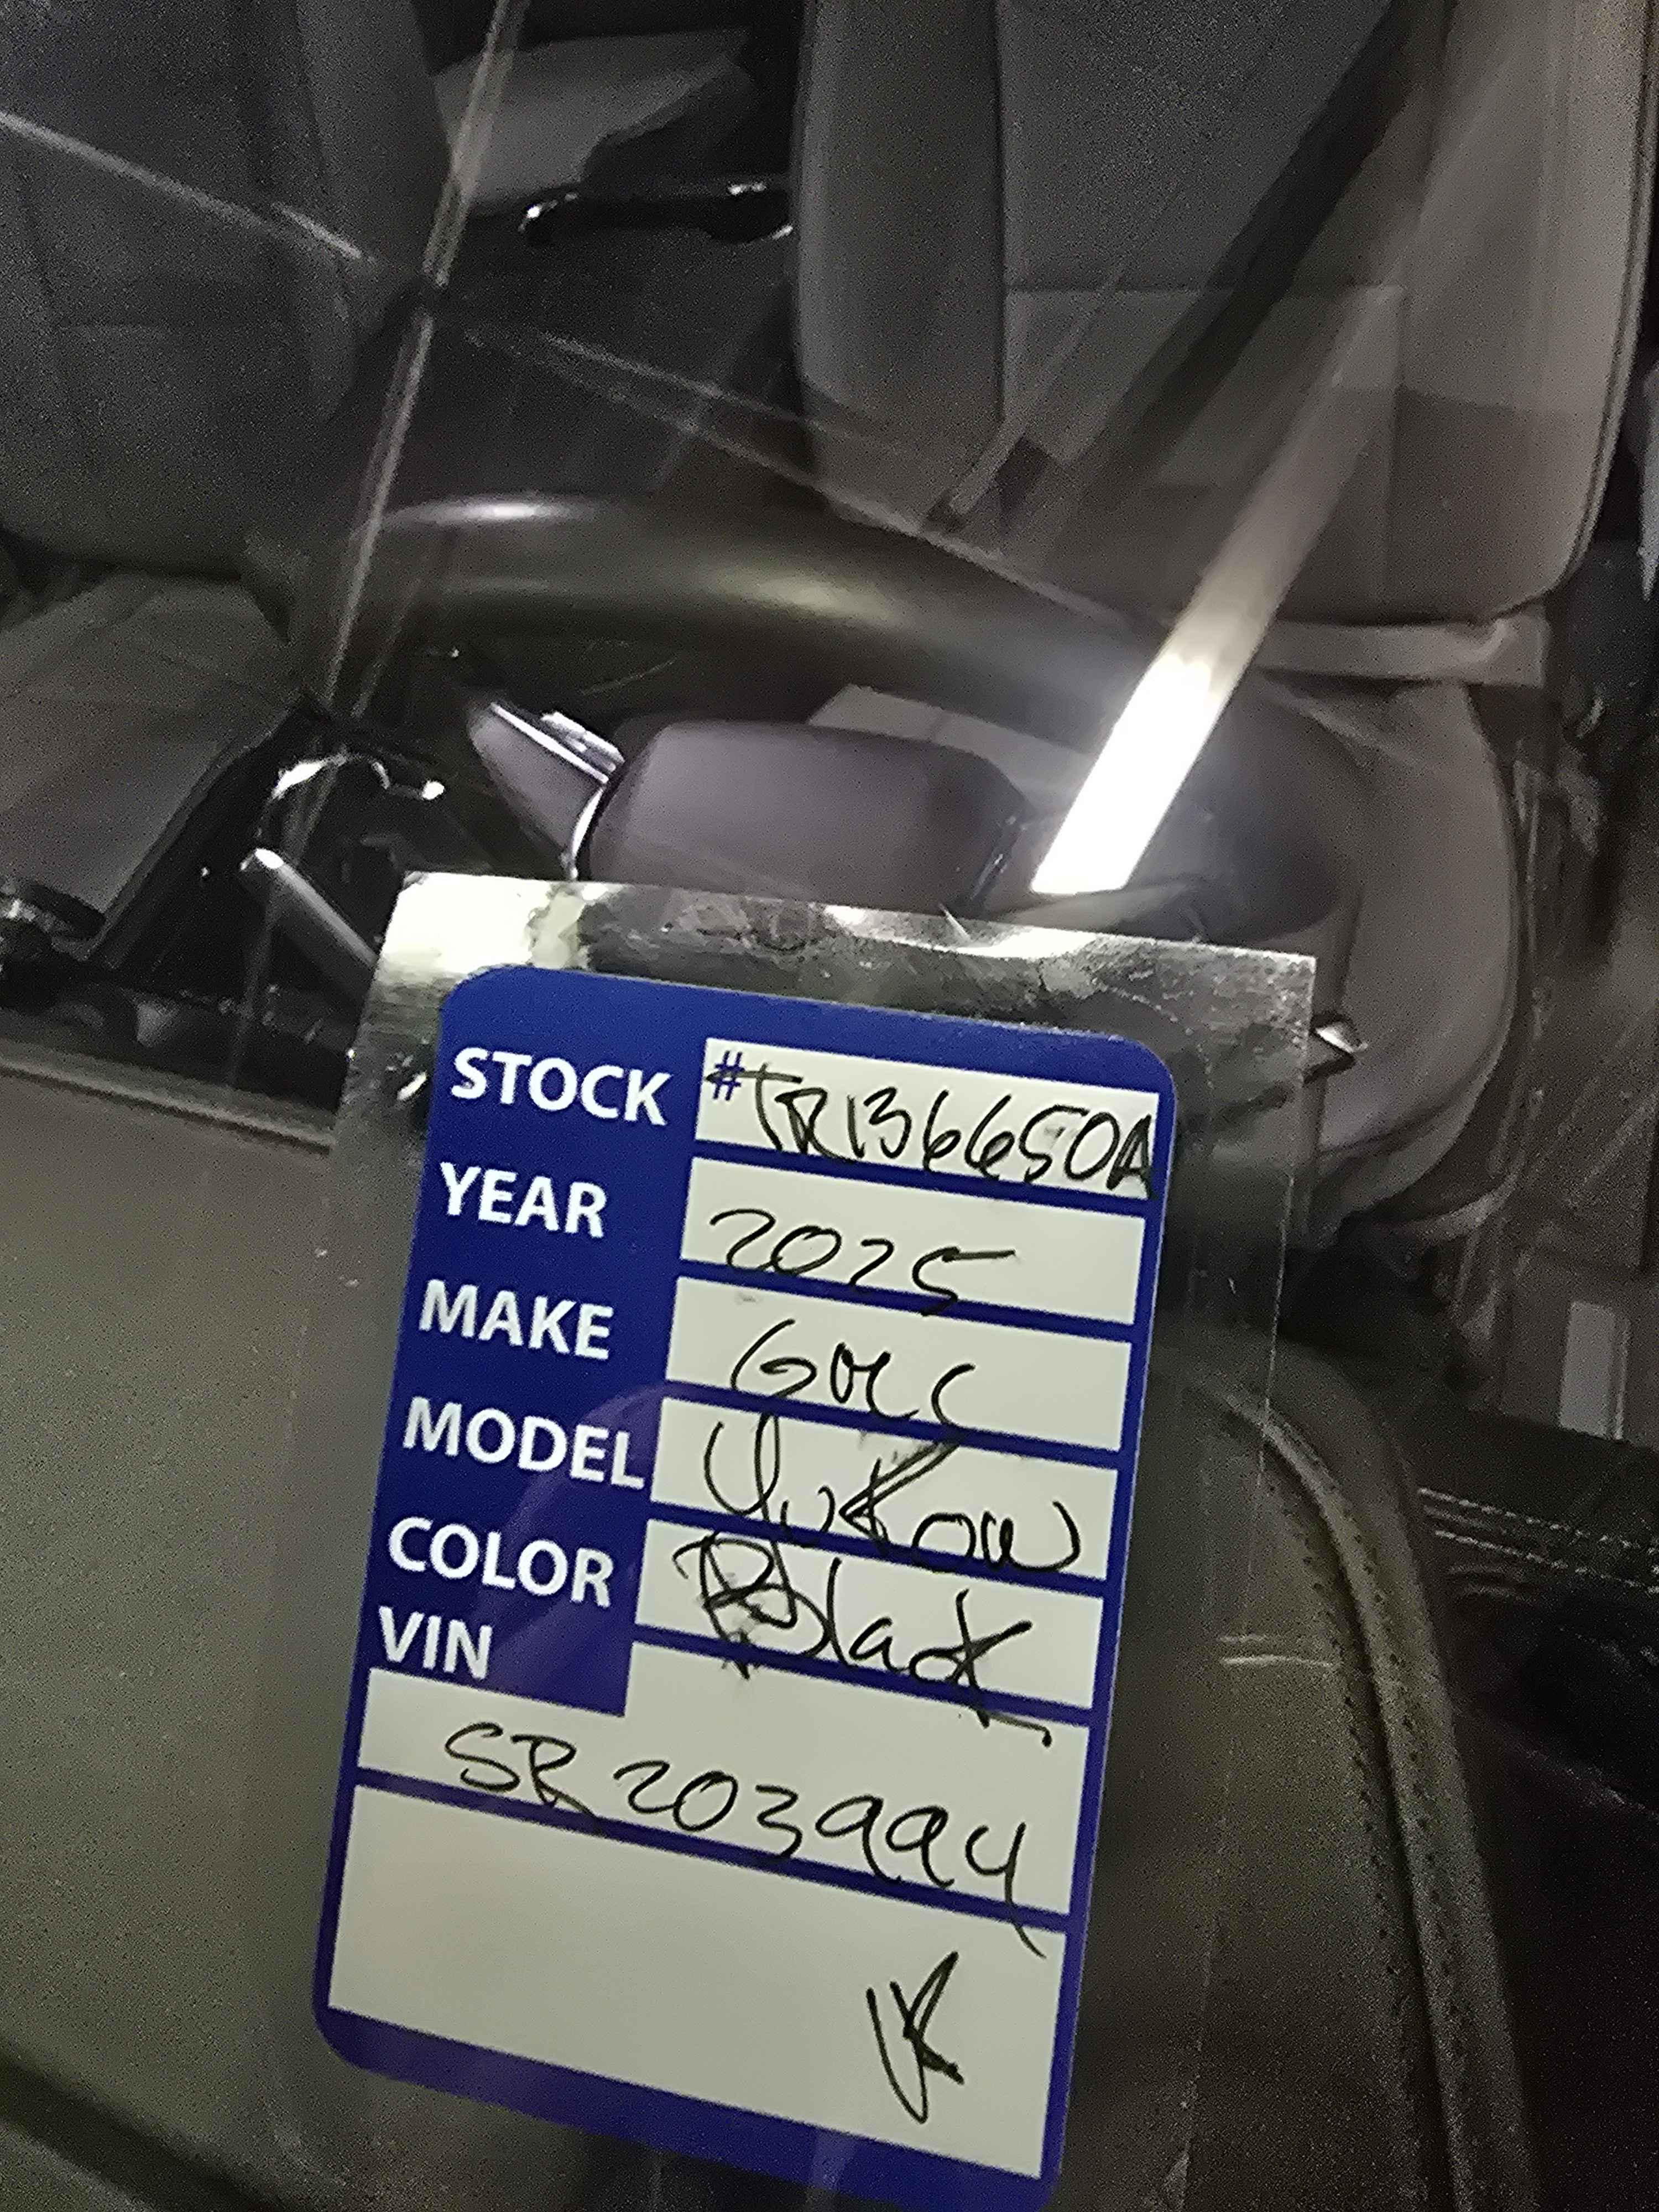 STOCK #TR136650A
YEAR 2025
MAKE GMC
MODEL Yukon
COLOR Black
VIN
SR203994